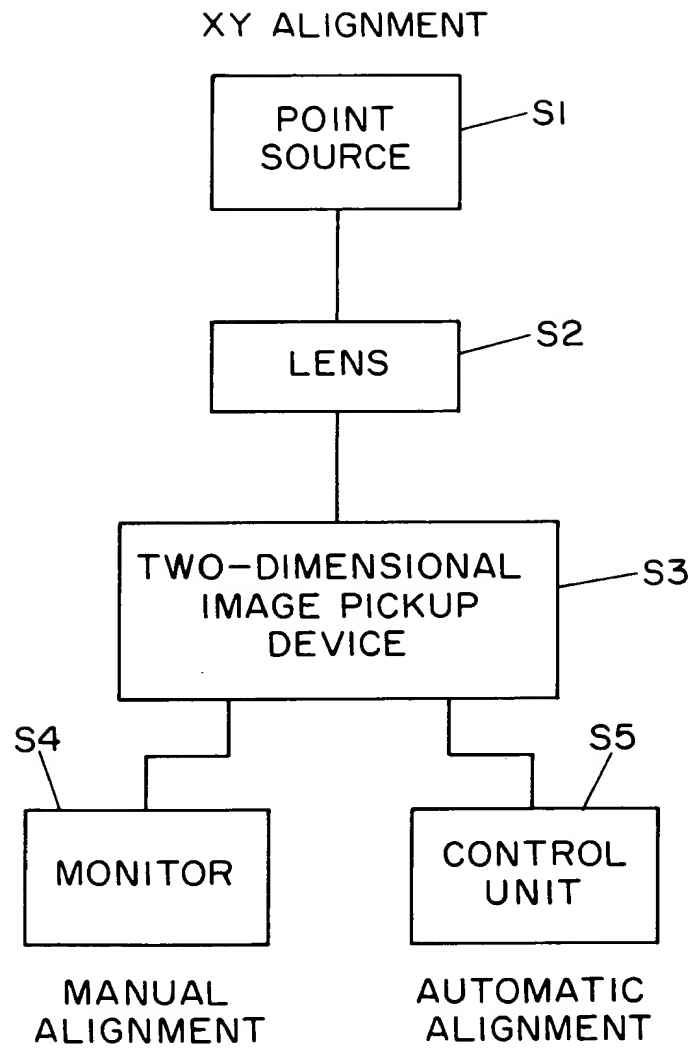 XY ALIGNMENT
POINT
SOURCE
S1
LENS
S2
TWO-DIMENSIONAL
IMAGE PICKUP
DEVICE
S3
S4
MONITOR
S5
CONTROL
UNIT
MANUAL
ALIGNMENT
AUTOMATIC
ALIGNMENT